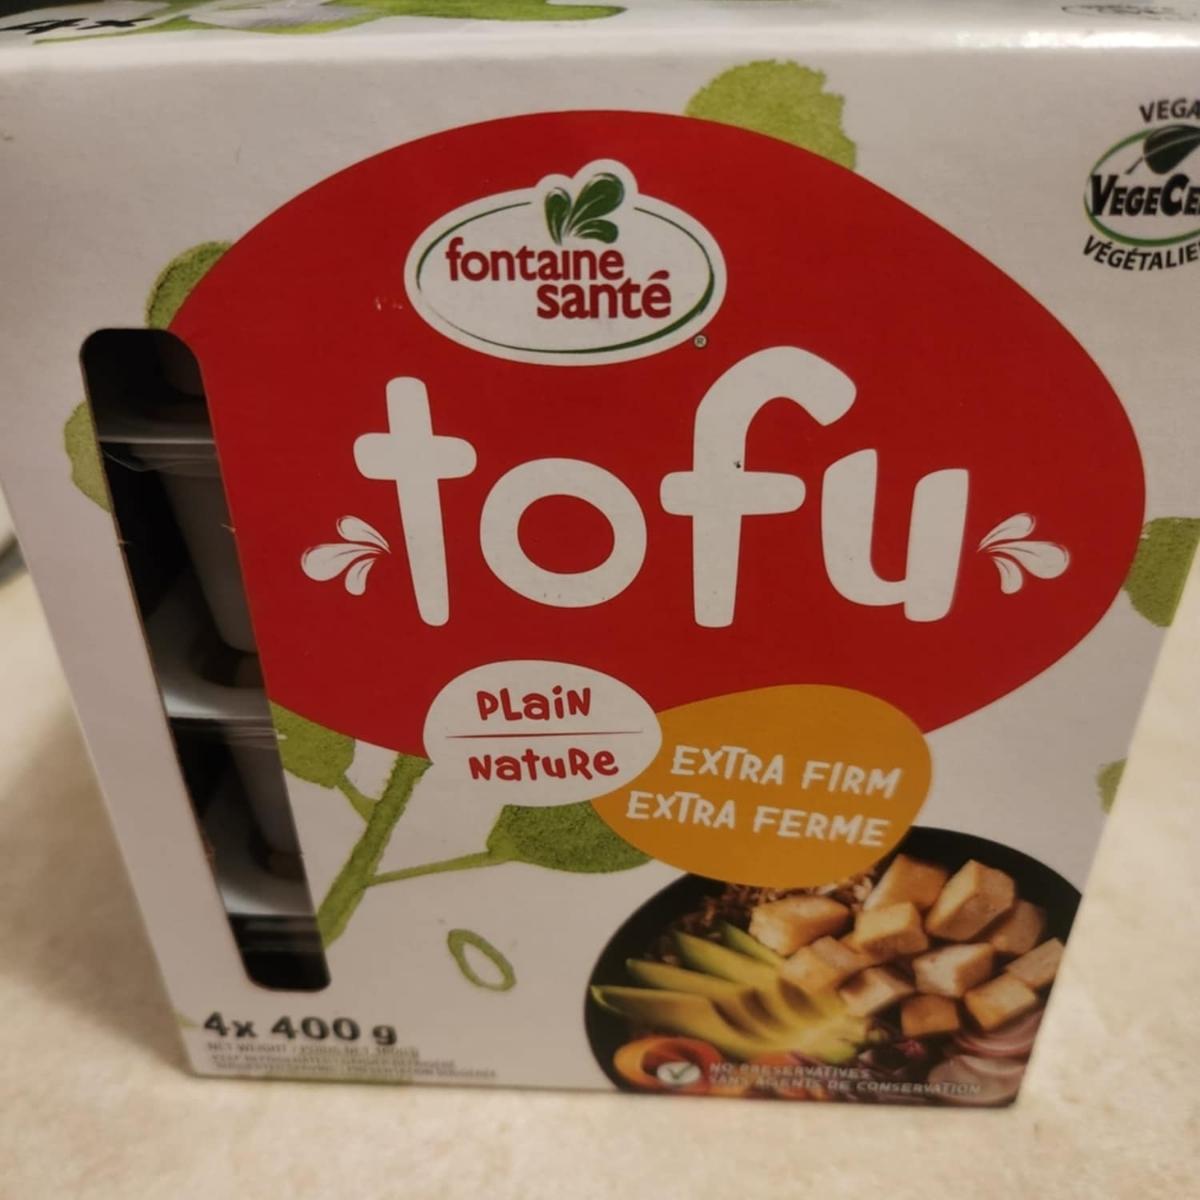 4x
VEGA
VEGECE
VÉGÉTALIE
fontaine
santé
®
tofu
PLaiN
NatuRe
EXTRA FIRM
EXTRA FERME
4x 400 g
NO PRESERVATIVES
SANS AGENTS DE CONSERVATION